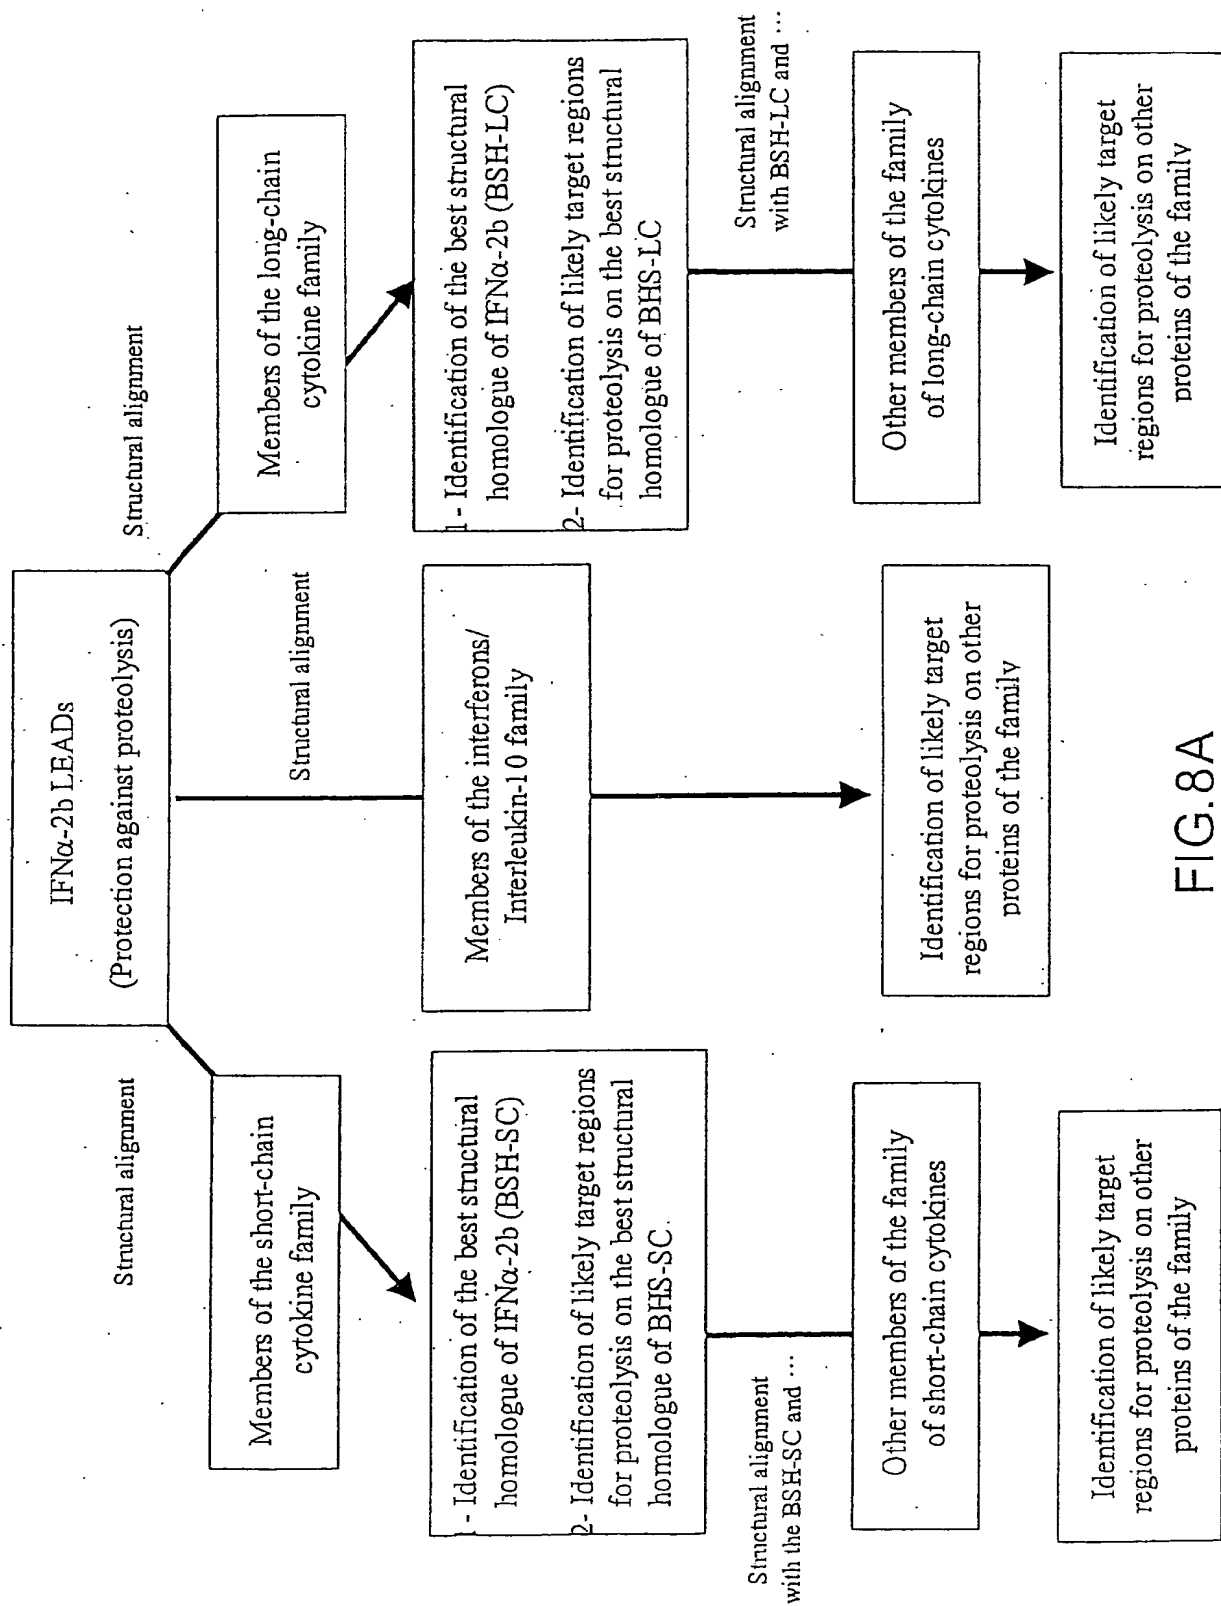 IFNα-2b LEADs
(Protection against proteolysis)
Structural alignment
Structural alignment
Structural alignment
Members of the short-chain
cytokine family
1 - Identification of the best structural
homologue of IFNα-2b (BSH-SC)
2- Identification of likely target regions
for proteolysis on the best structural
homologue of BHS-SC.
Structural alignment
with the BSH-SC and ...
Other members of the family
of short-chain cytokines
Identification of likely target
regions for proteolysis on other
proteins of the family
Members of the interferons/
Interleukin-10 family
Identification of likely target
regions for proteolysis on other
proteins of the family
Members of the long-chain
cytokine family
1 - Identification of the best structural
homologue of IFNα-2b (BSH-LC)
2- Identification of likely target regions
for proteolysis on the best structural
homologue of BHS-LC
Structural alignment
with BSH-LC and ...
Other members of the family
of long-chain cytokines
Identification of likely target
regions for proteolysis on other
proteins of the family
FIG.8A